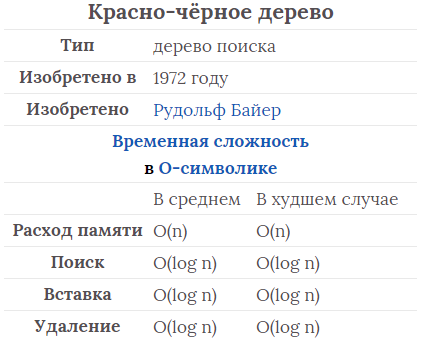 Красно-чёрное дерево
Тип дерево поиска
Изобретено в 1972 году
Изобретено Рудольф Байер
Временная сложность
в О-символике
В среднем В худшем случае
Расход памяти O(n) O(n)
Поиск O(log n) O(log n)
Вставка O(log n) O(log n)
Удаление O(log n) O(log n)